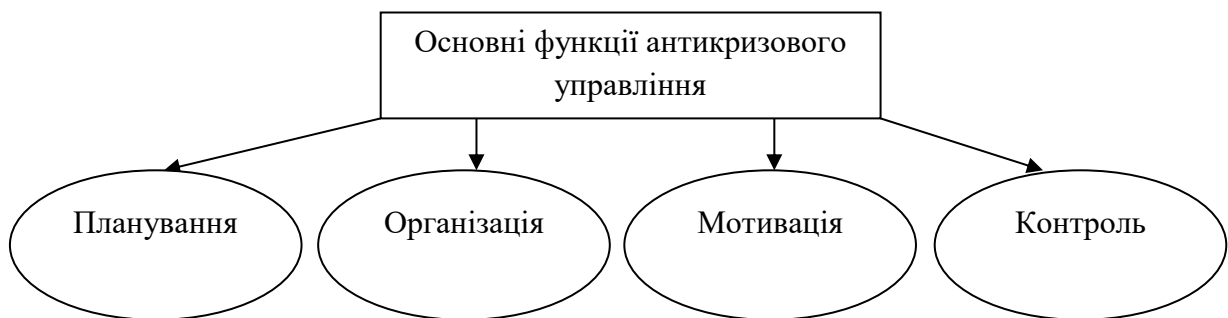 Основні функції антикризового
управління
Планування
Організація
Мотивація
Контроль